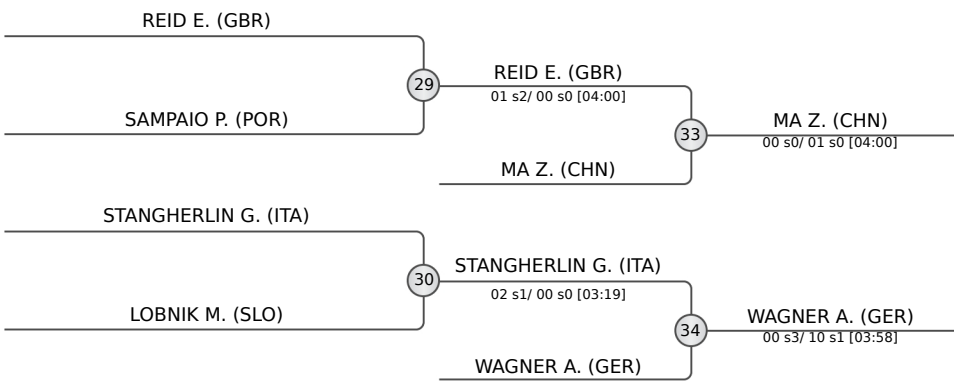 REID E. (GBR)
29
SAMPAIO P. (POR)
REID E. (GBR)
01 s2/ 00 s0 [04:00]
33
MA Z. (CHN)
MA Z. (CHN)
00 s0/ 01 s0 [04:00]
STANGHERLIN G. (ITA)
30
LOBNIK M. (SLO)
STANGHERLIN G. (ITA)
02 s1/ 00 s0 [03:19]
34
WAGNER A. (GER)
WAGNER A. (GER)
00 s3/ 10 s1 [03:58]